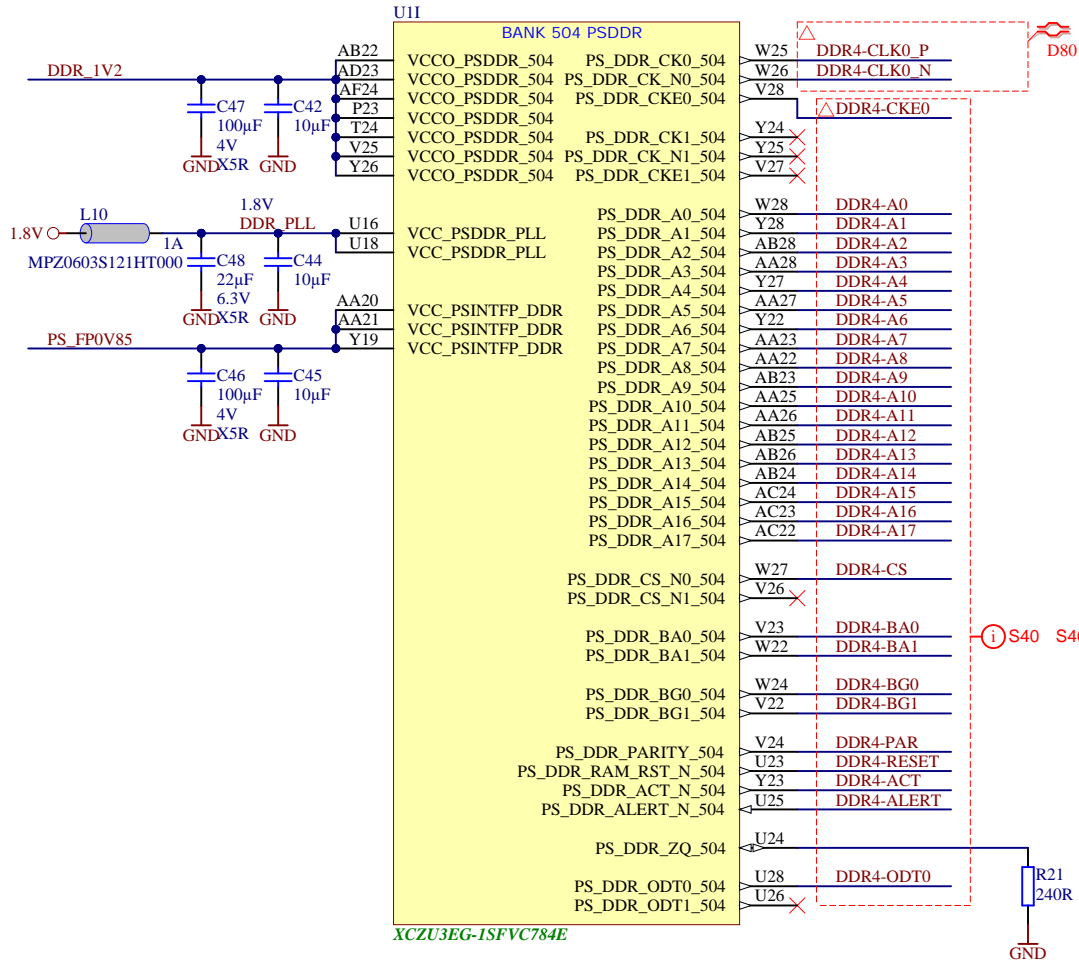 U1I
BANK 504 PSDDR
DDR_1V2
C47
100µF
4V
X5R
GND
C42
10µF
GND
AB22 VCCO_PSDDR_504
AD23 VCCO_PSDDR_504
AF24 VCCO_PSDDR_504
P23 VCCO_PSDDR_504
T24 VCCO_PSDDR_504
V25 VCCO_PSDDR_504
Y26 VCCO_PSDDR_504
1.8V
L10
1A
MPZ0603S121HT000
1.8V
DDR_PLL
C48
22µF
6.3V
X5R
GND
C44
10µF
GND
U16 VCC_PSDDR_PLL
U18 VCC_PSDDR_PLL
PS_FP0V85
C46
100µF
4V
X5R
GND
C45
10µF
GND
AA20 VCC_PSINTFP_DDR
AA21 VCC_PSINTFP_DDR
Y19 VCC_PSINTFP_DDR
PS_DDR_CK0_504 W25 DDR4-CLK0_P
PS_DDR_CK_N0_504 W26 DDR4-CLK0_N
PS_DDR_CKE0_504 V28 DDR4-CKE0
D80
PS_DDR_CK1_504 Y24
PS_DDR_CK_N1_504 Y25
PS_DDR_CKE1_504 V27
PS_DDR_A0_504 W28 DDR4-A0
PS_DDR_A1_504 Y28 DDR4-A1
PS_DDR_A2_504 AB28 DDR4-A2
PS_DDR_A3_504 AA28 DDR4-A3
PS_DDR_A4_504 Y27 DDR4-A4
PS_DDR_A5_504 AA27 DDR4-A5
PS_DDR_A6_504 Y22 DDR4-A6
PS_DDR_A7_504 AA23 DDR4-A7
PS_DDR_A8_504 AA22 DDR4-A8
PS_DDR_A9_504 AB23 DDR4-A9
PS_DDR_A10_504 AA25 DDR4-A10
PS_DDR_A11_504 AA26 DDR4-A11
PS_DDR_A12_504 AB25 DDR4-A12
PS_DDR_A13_504 AB26 DDR4-A13
PS_DDR_A14_504 AB24 DDR4-A14
PS_DDR_A15_504 AC24 DDR4-A15
PS_DDR_A16_504 AC23 DDR4-A16
PS_DDR_A17_504 AC22 DDR4-A17
PS_DDR_CS_N0_504 W27 DDR4-CS
PS_DDR_CS_N1_504 V26
PS_DDR_BA0_504 V23 DDR4-BA0
PS_DDR_BA1_504 W22 DDR4-BA1
i S40
PS_DDR_BG0_504 W24 DDR4-BG0
PS_DDR_BG1_504 V22 DDR4-BG1
PS_DDR_PARITY_504 V24 DDR4-PAR
PS_DDR_RAM_RST_N_504 U23 DDR4-RESET
PS_DDR_ACT_N_504 Y23 DDR4-ACT
PS_DDR_ALERT_N_504 U25 DDR4-ALERT
PS_DDR_ZQ_504 U24
R21
240R
GND
PS_DDR_ODT0_504 U28 DDR4-ODT0
PS_DDR_ODT1_504 U26
XCZU3EG-1SFVC784E